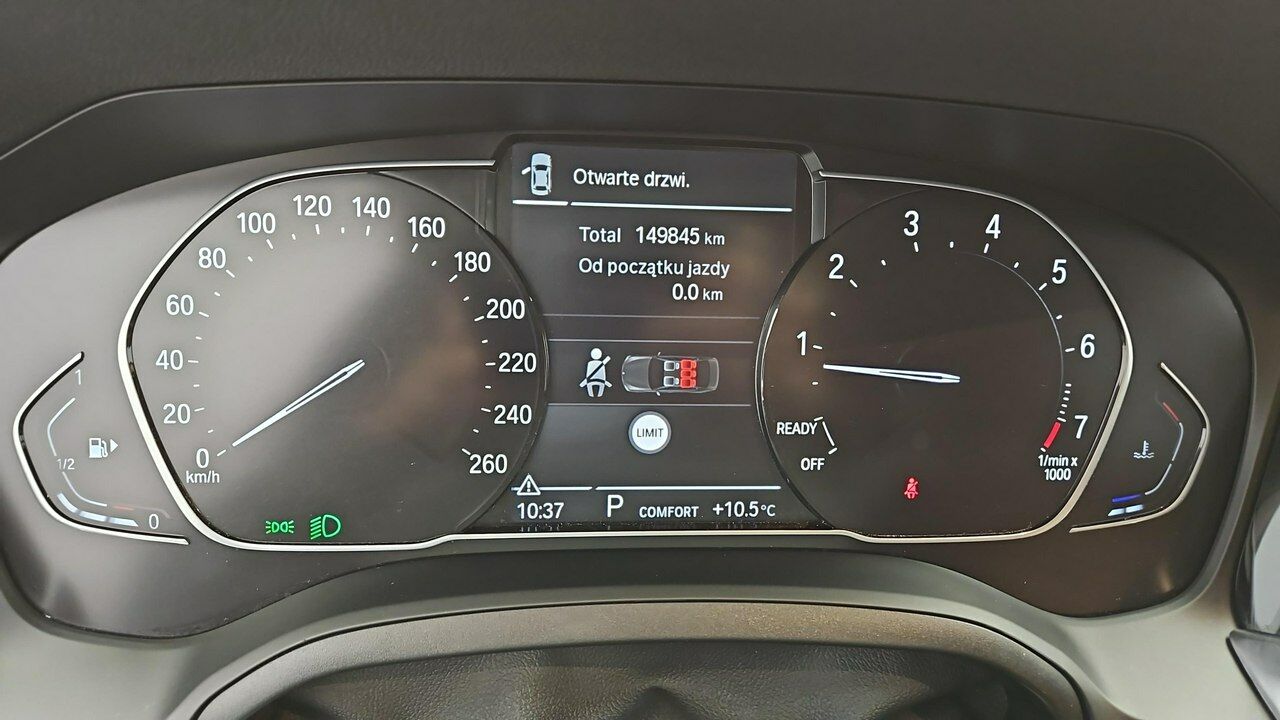 Otwarte drzwi.
Total 149845 km
Od początku jazdy
0.0 km
LIMIT
10:37 P COMFORT +10.5°C
0
20
40
60
80
100
120
140
160
180
200
220
240
260
km/h
1
1/2
0
OFF
READY
1
2
3
4
5
6
7
1/min x
1000